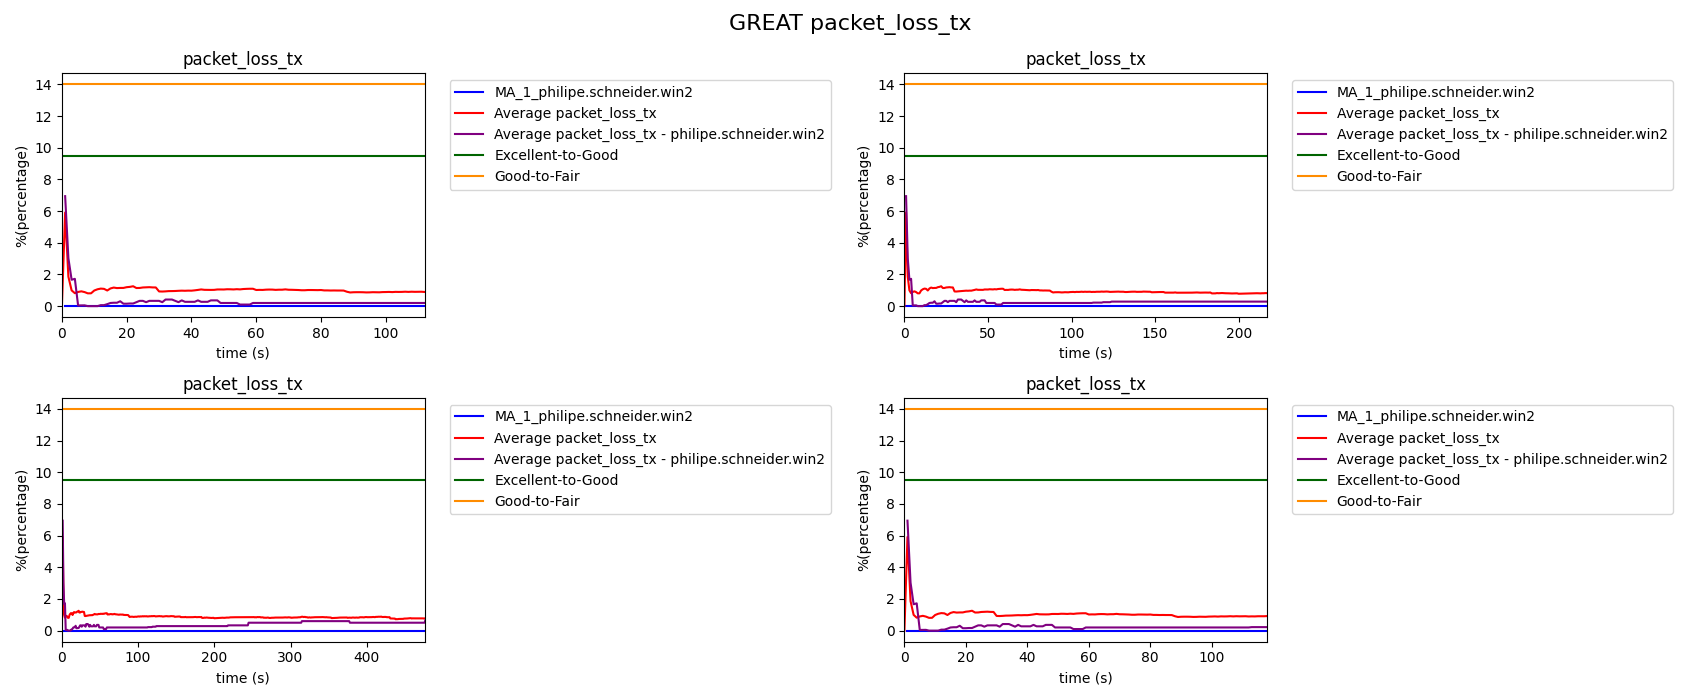 GREAT packet_loss_tx
packet_loss_tx
14
12
10
8
6
4
2
0
%(percentage)
0 20 40 60 80 100
time (s)
MA_1_philipe.schneider.win2
Average packet_loss_tx
Average packet_loss_tx - philipe.schneider.win2
Excellent-to-Good
Good-to-Fair
packet_loss_tx
14
12
10
8
6
4
2
0
%(percentage)
0 50 100 150 200
time (s)
MA_1_philipe.schneider.win2
Average packet_loss_tx
Average packet_loss_tx - philipe.schneider.win2
Excellent-to-Good
Good-to-Fair
packet_loss_tx
14
12
10
8
6
4
2
0
%(percentage)
0 100 200 300 400
time (s)
MA_1_philipe.schneider.win2
Average packet_loss_tx
Average packet_loss_tx - philipe.schneider.win2
Excellent-to-Good
Good-to-Fair
packet_loss_tx
14
12
10
8
6
4
2
0
%(percentage)
0 20 40 60 80 100
time (s)
MA_1_philipe.schneider.win2
Average packet_loss_tx
Average packet_loss_tx - philipe.schneider.win2
Excellent-to-Good
Good-to-Fair